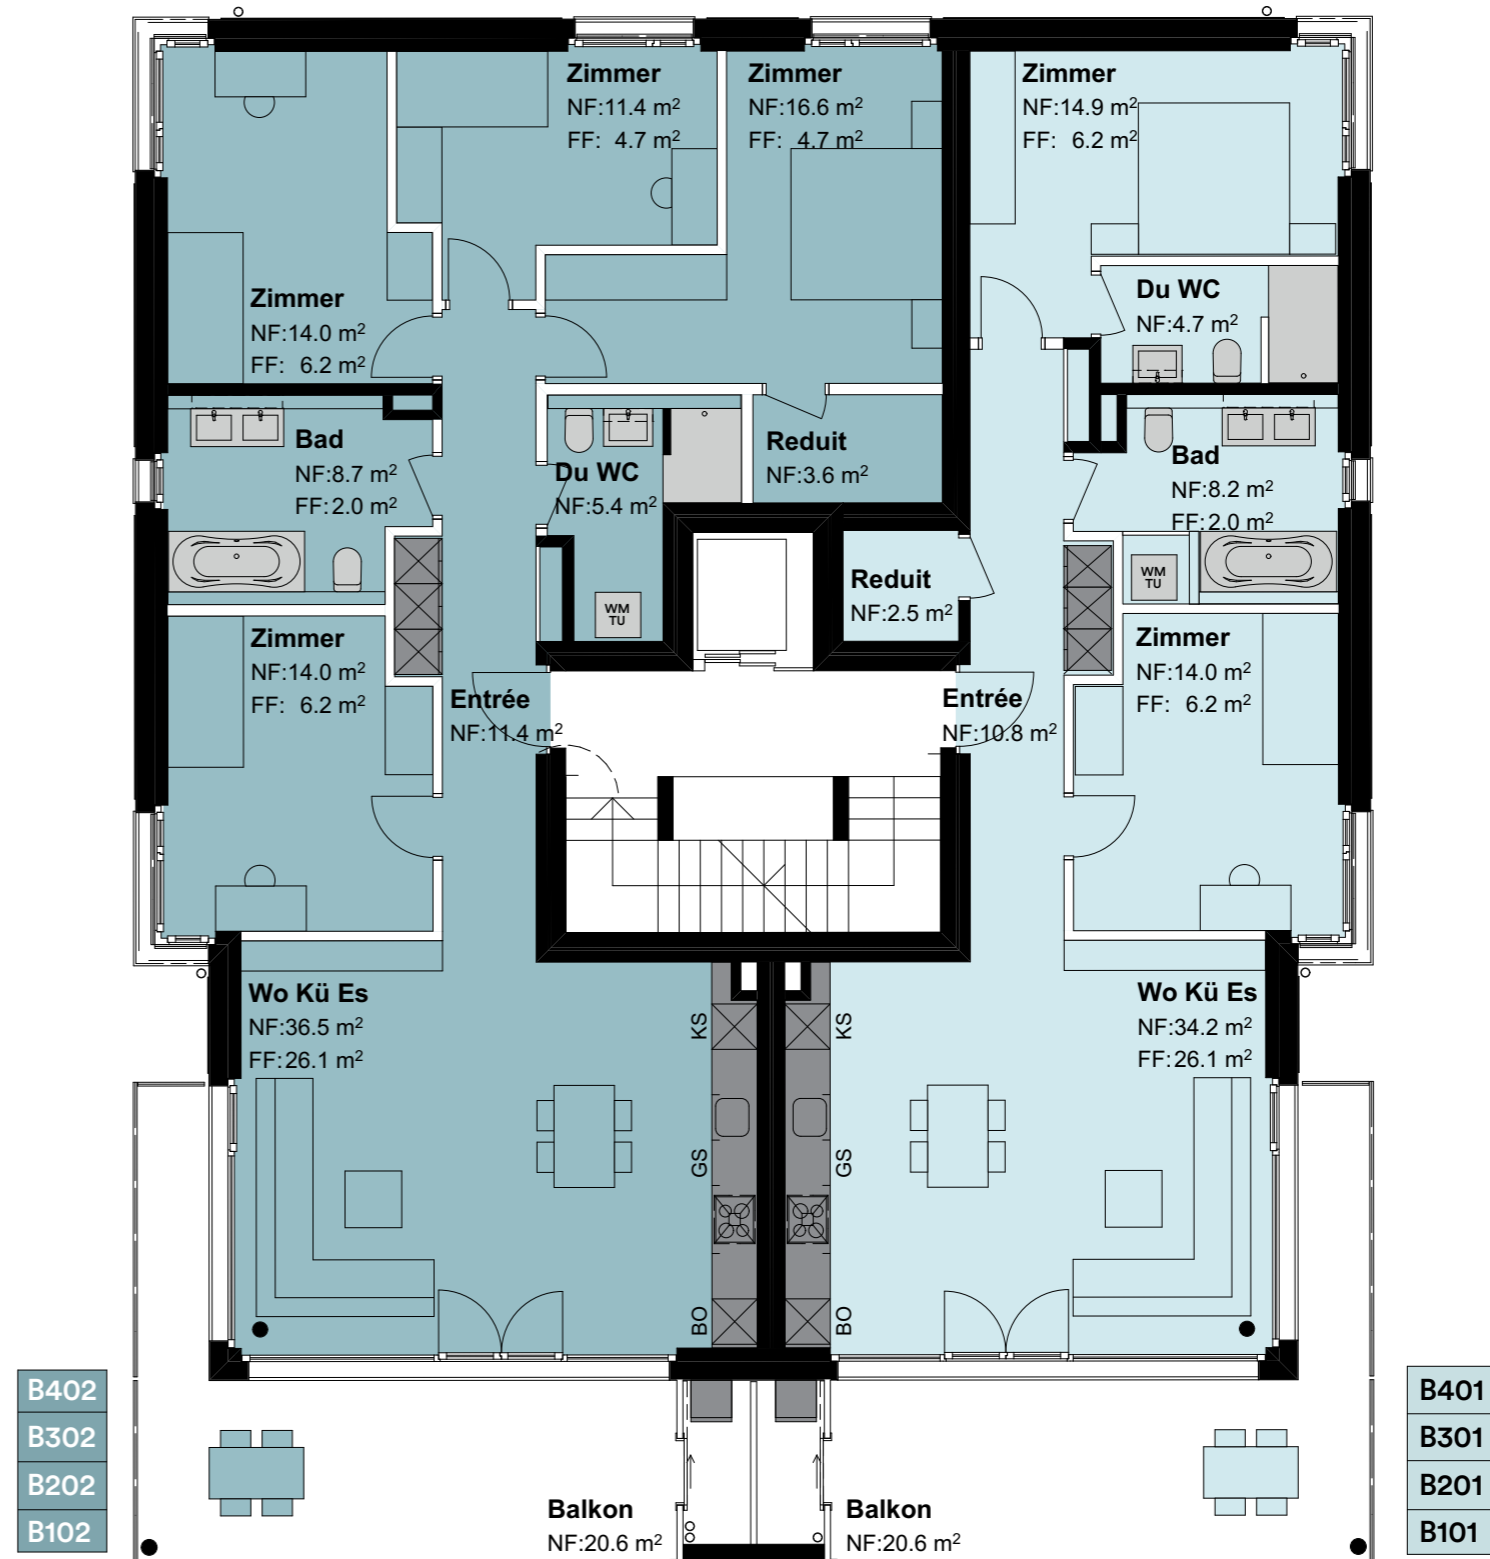 Zimmer
NF:11.4 m²
FF: 4.7 m²
Zimmer
NF:16.6 m²
FF: 4.7 m²
Zimmer
NF:14.9 m²
FF: 6.2 m²
Zimmer
NF:14.0 m²
FF: 6.2 m²
Du WC
NF:4.7 m²
Bad
NF:8.7 m²
FF:2.0 m²
Du WC
NF:5.4 m²
Reduit
NF:3.6 m²
Bad
NF:8.2 m²
FF:2.0 m²
WM
TU
Reduit
NF:2.5 m²
WM
TU
Zimmer
NF:14.0 m²
FF: 6.2 m²
Entrée
NF:11.4 m²
Entrée
NF:10.8 m²
Zimmer
NF:14.0 m²
FF: 6.2 m²
Wo Kü Es
NF:36.5 m²
FF:26.1 m²
KS
GS
BO
KS
GS
BO
Wo Kü Es
NF:34.2 m²
FF:26.1 m²
B402
B302
B202
B102
Balkon
NF:20.6 m²
Balkon
NF:20.6 m²
B401
B301
B201
B101